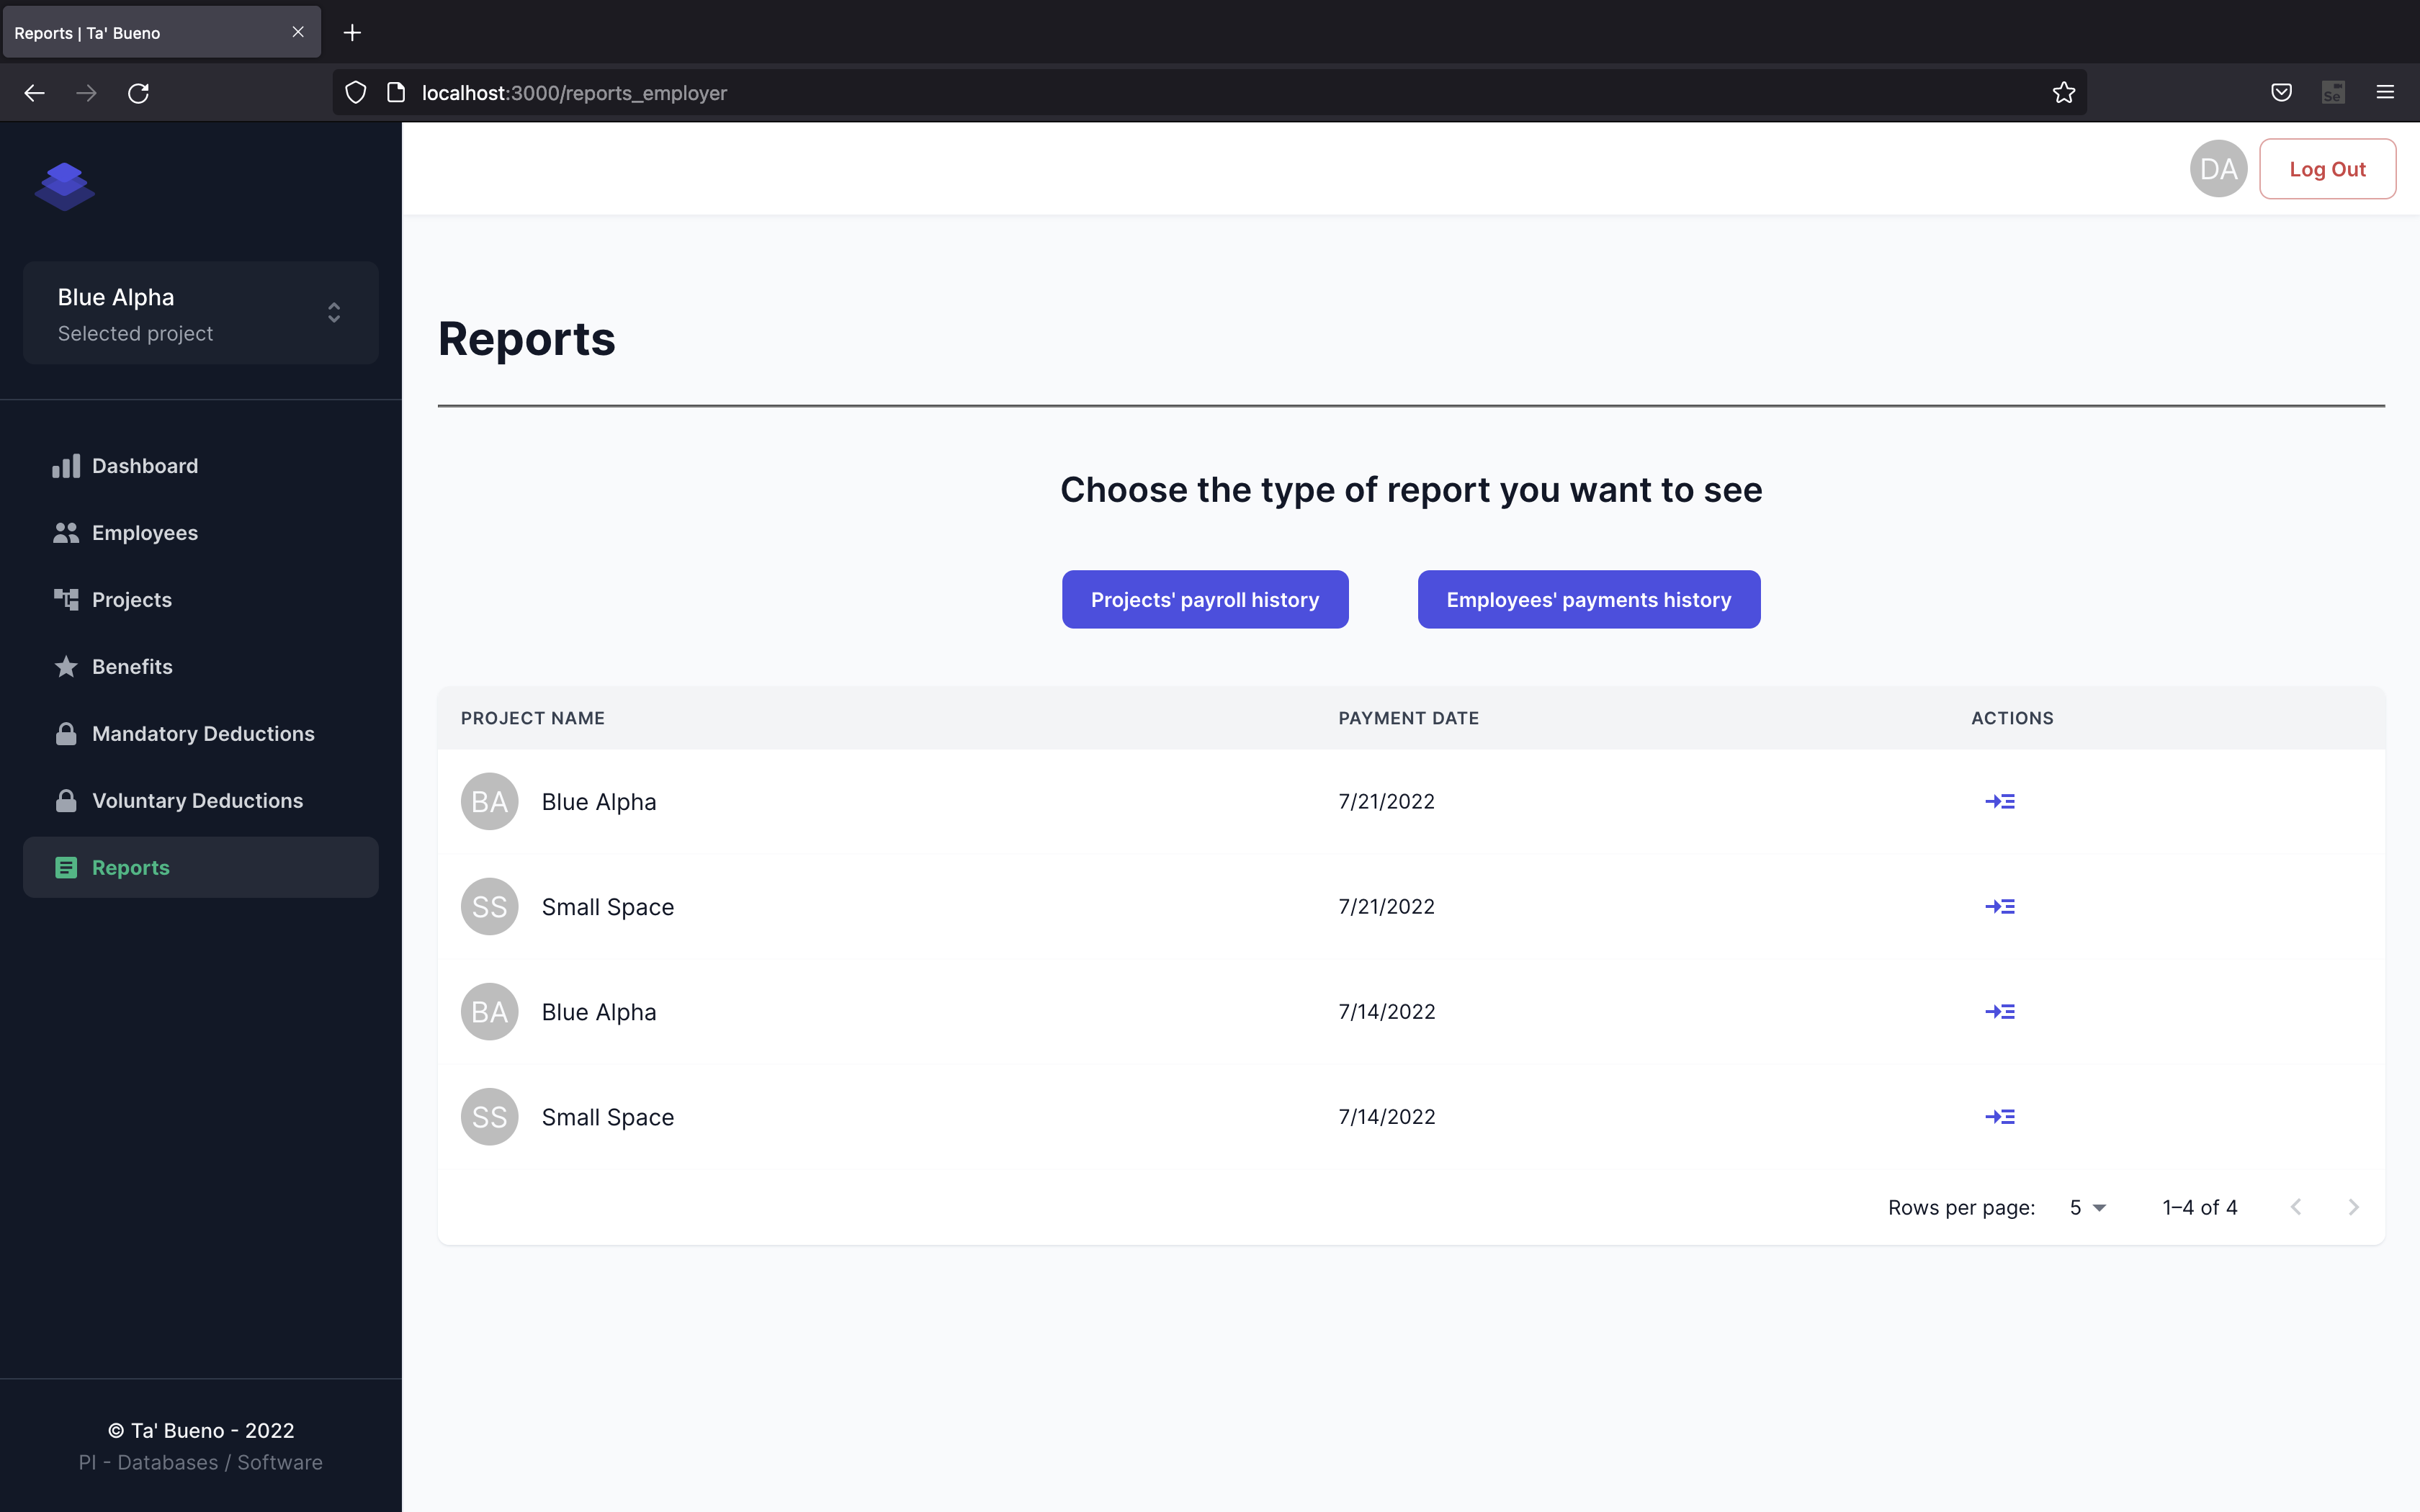 Reports | Ta' Bueno
localhost:3000/reports_employer
Se
DA
Log Out
Blue Alpha
Selected project
Dashboard
Employees
Projects
Benefits
Mandatory Deductions
Voluntary Deductions
Reports
© Ta' Bueno - 2022
PI - Databases / Software
Reports
Choose the type of report you want to see
Projects' payroll history
Employees' payments history
PROJECT NAME PAYMENT DATE ACTIONS
BA Blue Alpha 7/21/2022
SS Small Space 7/21/2022
BA Blue Alpha 7/14/2022
SS Small Space 7/14/2022
Rows per page: 5 1–4 of 4